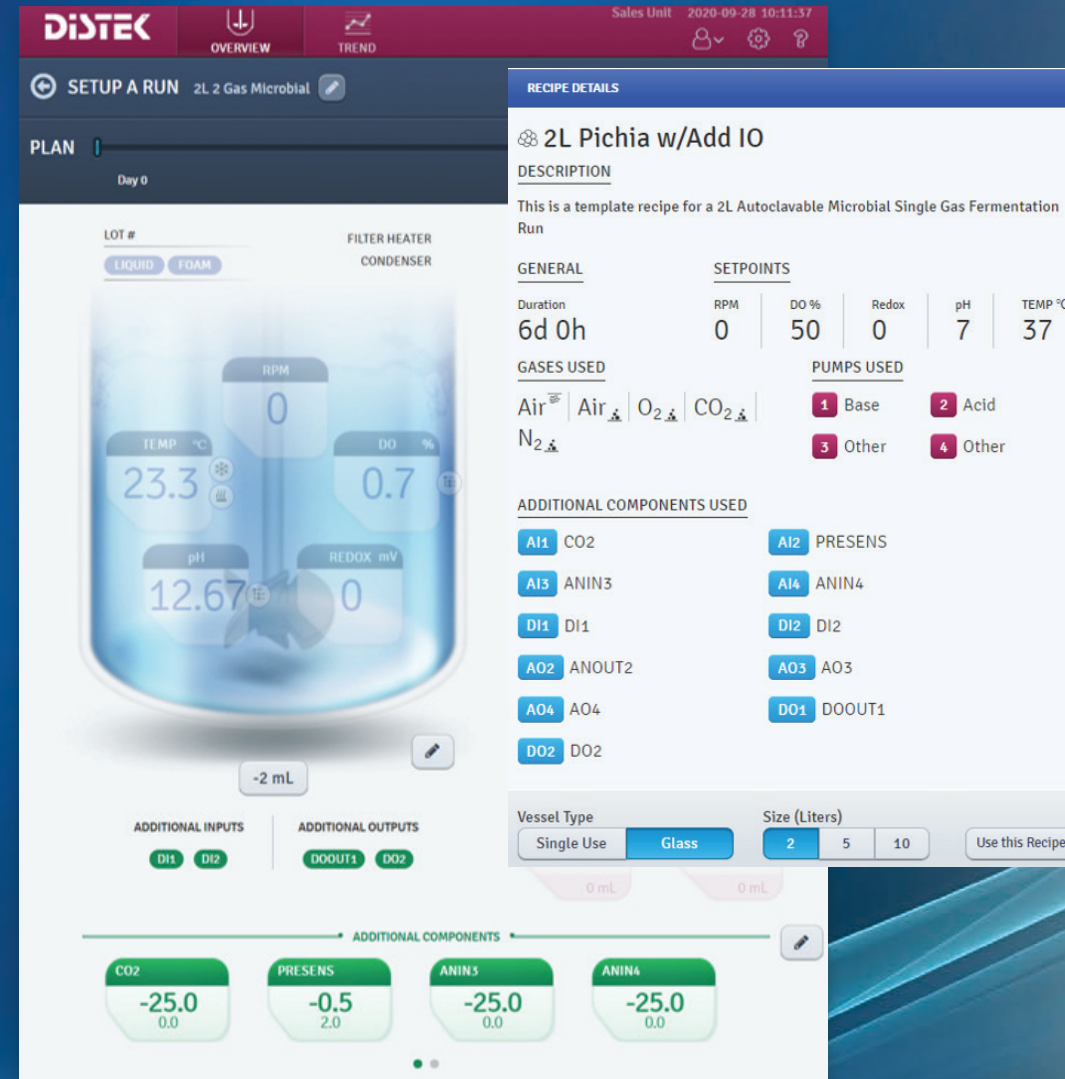 DiSTEK
OVERVIEW
TREND
Sales Unit 2020-09-28 10:11:37
SETUP A RUN 2L 2 Gas Microbial
PLAN
Day 0
LOT #
LIQUID FOAM
FILTER HEATER
CONDENSER
RPM
0
TEMP °C
23.3
DO %
0.7
pH
12.67
REDOX mV
0
-2 mL
ADDITIONAL INPUTS
DI1 DI2
ADDITIONAL OUTPUTS
DOOUT1 DO2
0 mL 0 mL
ADDITIONAL COMPONENTS
CO2
-25.0
0.0
PRESENS
-0.5
2.0
ANIN3
-25.0
0.0
ANIN4
-25.0
0.0
RECIPE DETAILS
2L Pichia w/Add IO
DESCRIPTION
This is a template recipe for a 2L Autoclavable Microbial Single Gas Fermentation
Run
GENERAL
Duration
6d 0h
SETPOINTS
RPM DO % Redox pH TEMP °C
0 50 0 7 37
GASES USED
Air Air O2 CO2
N2
PUMPS USED
1 Base 2 Acid
3 Other 4 Other
ADDITIONAL COMPONENTS USED
AI1 CO2 AI2 PRESENS
AI3 ANIN3 AI4 ANIN4
DI1 DI1 DI2 DI2
AO2 ANOUT2 AO3 AO3
AO4 AO4 DO1 DOOUT1
DO2 DO2
Vessel Type
Single Use Glass
Size (Liters)
2 5 10
Use this Recipe